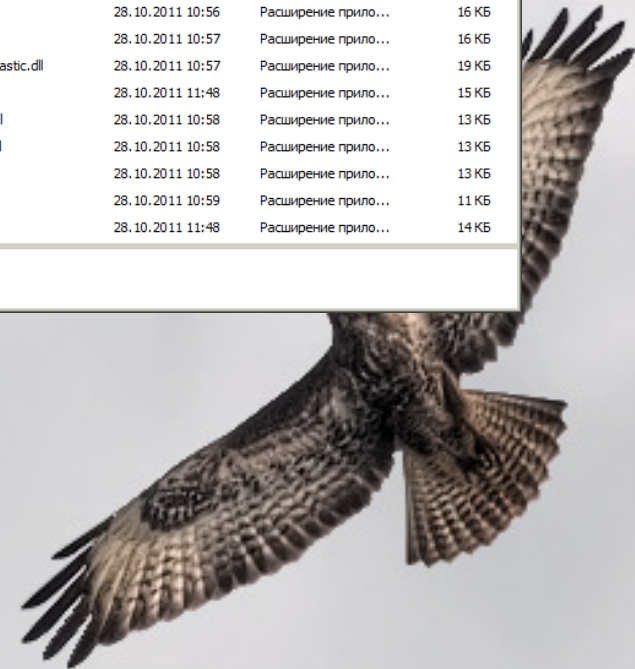 28.10.2011 10:56 Расширение прило... 16 КБ
28.10.2011 10:57 Расширение прило... 16 КБ
astic.dll 28.10.2011 10:57 Расширение прило... 19 КБ
28.10.2011 11:48 Расширение прило... 15 КБ
l 28.10.2011 10:58 Расширение прило... 13 КБ
l 28.10.2011 10:58 Расширение прило... 13 КБ
28.10.2011 10:58 Расширение прило... 13 КБ
28.10.2011 10:59 Расширение прило... 11 КБ
28.10.2011 11:48 Расширение прило... 14 КБ